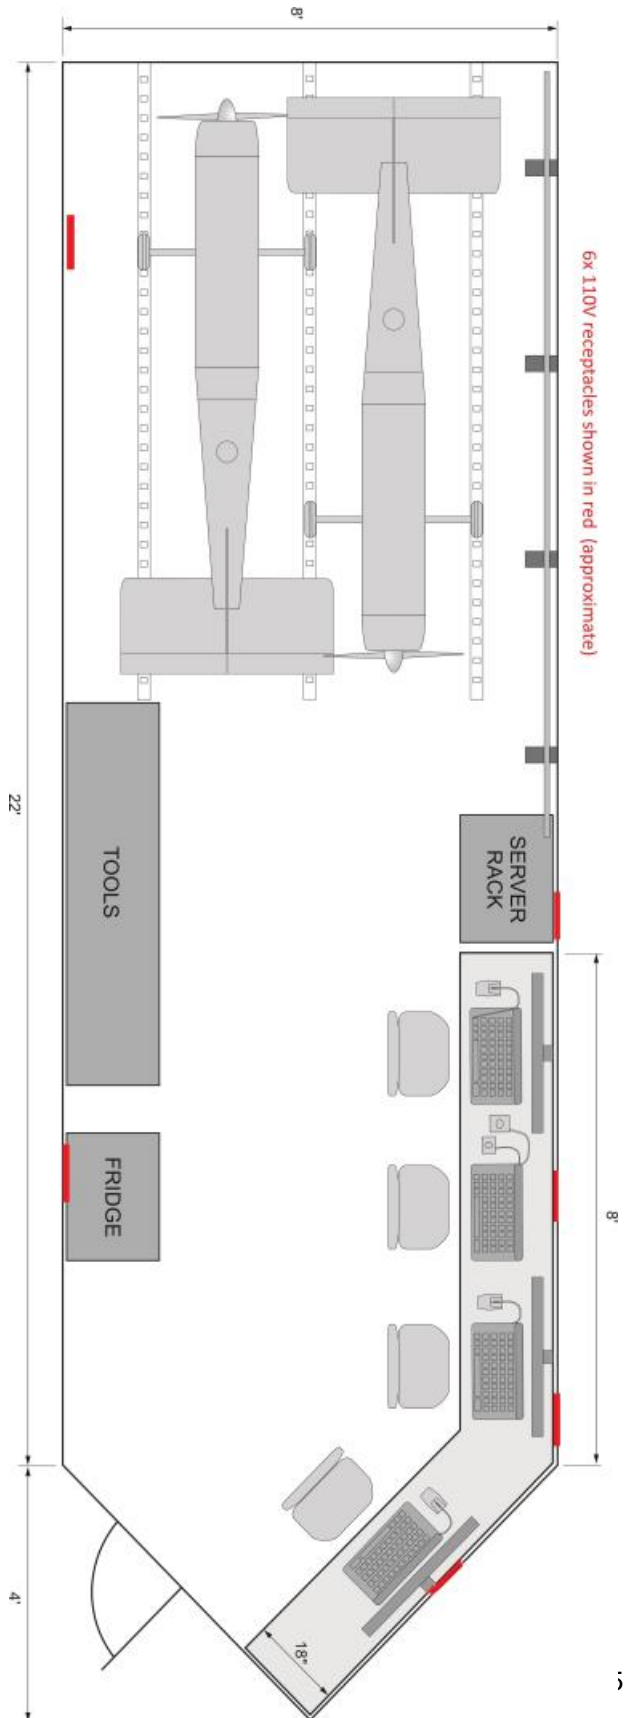 8'
6x 110V receptacles shown in red (approximate)
22'
TOOLS
SERVER
RACK
FRIDGE
8'
4'
18"